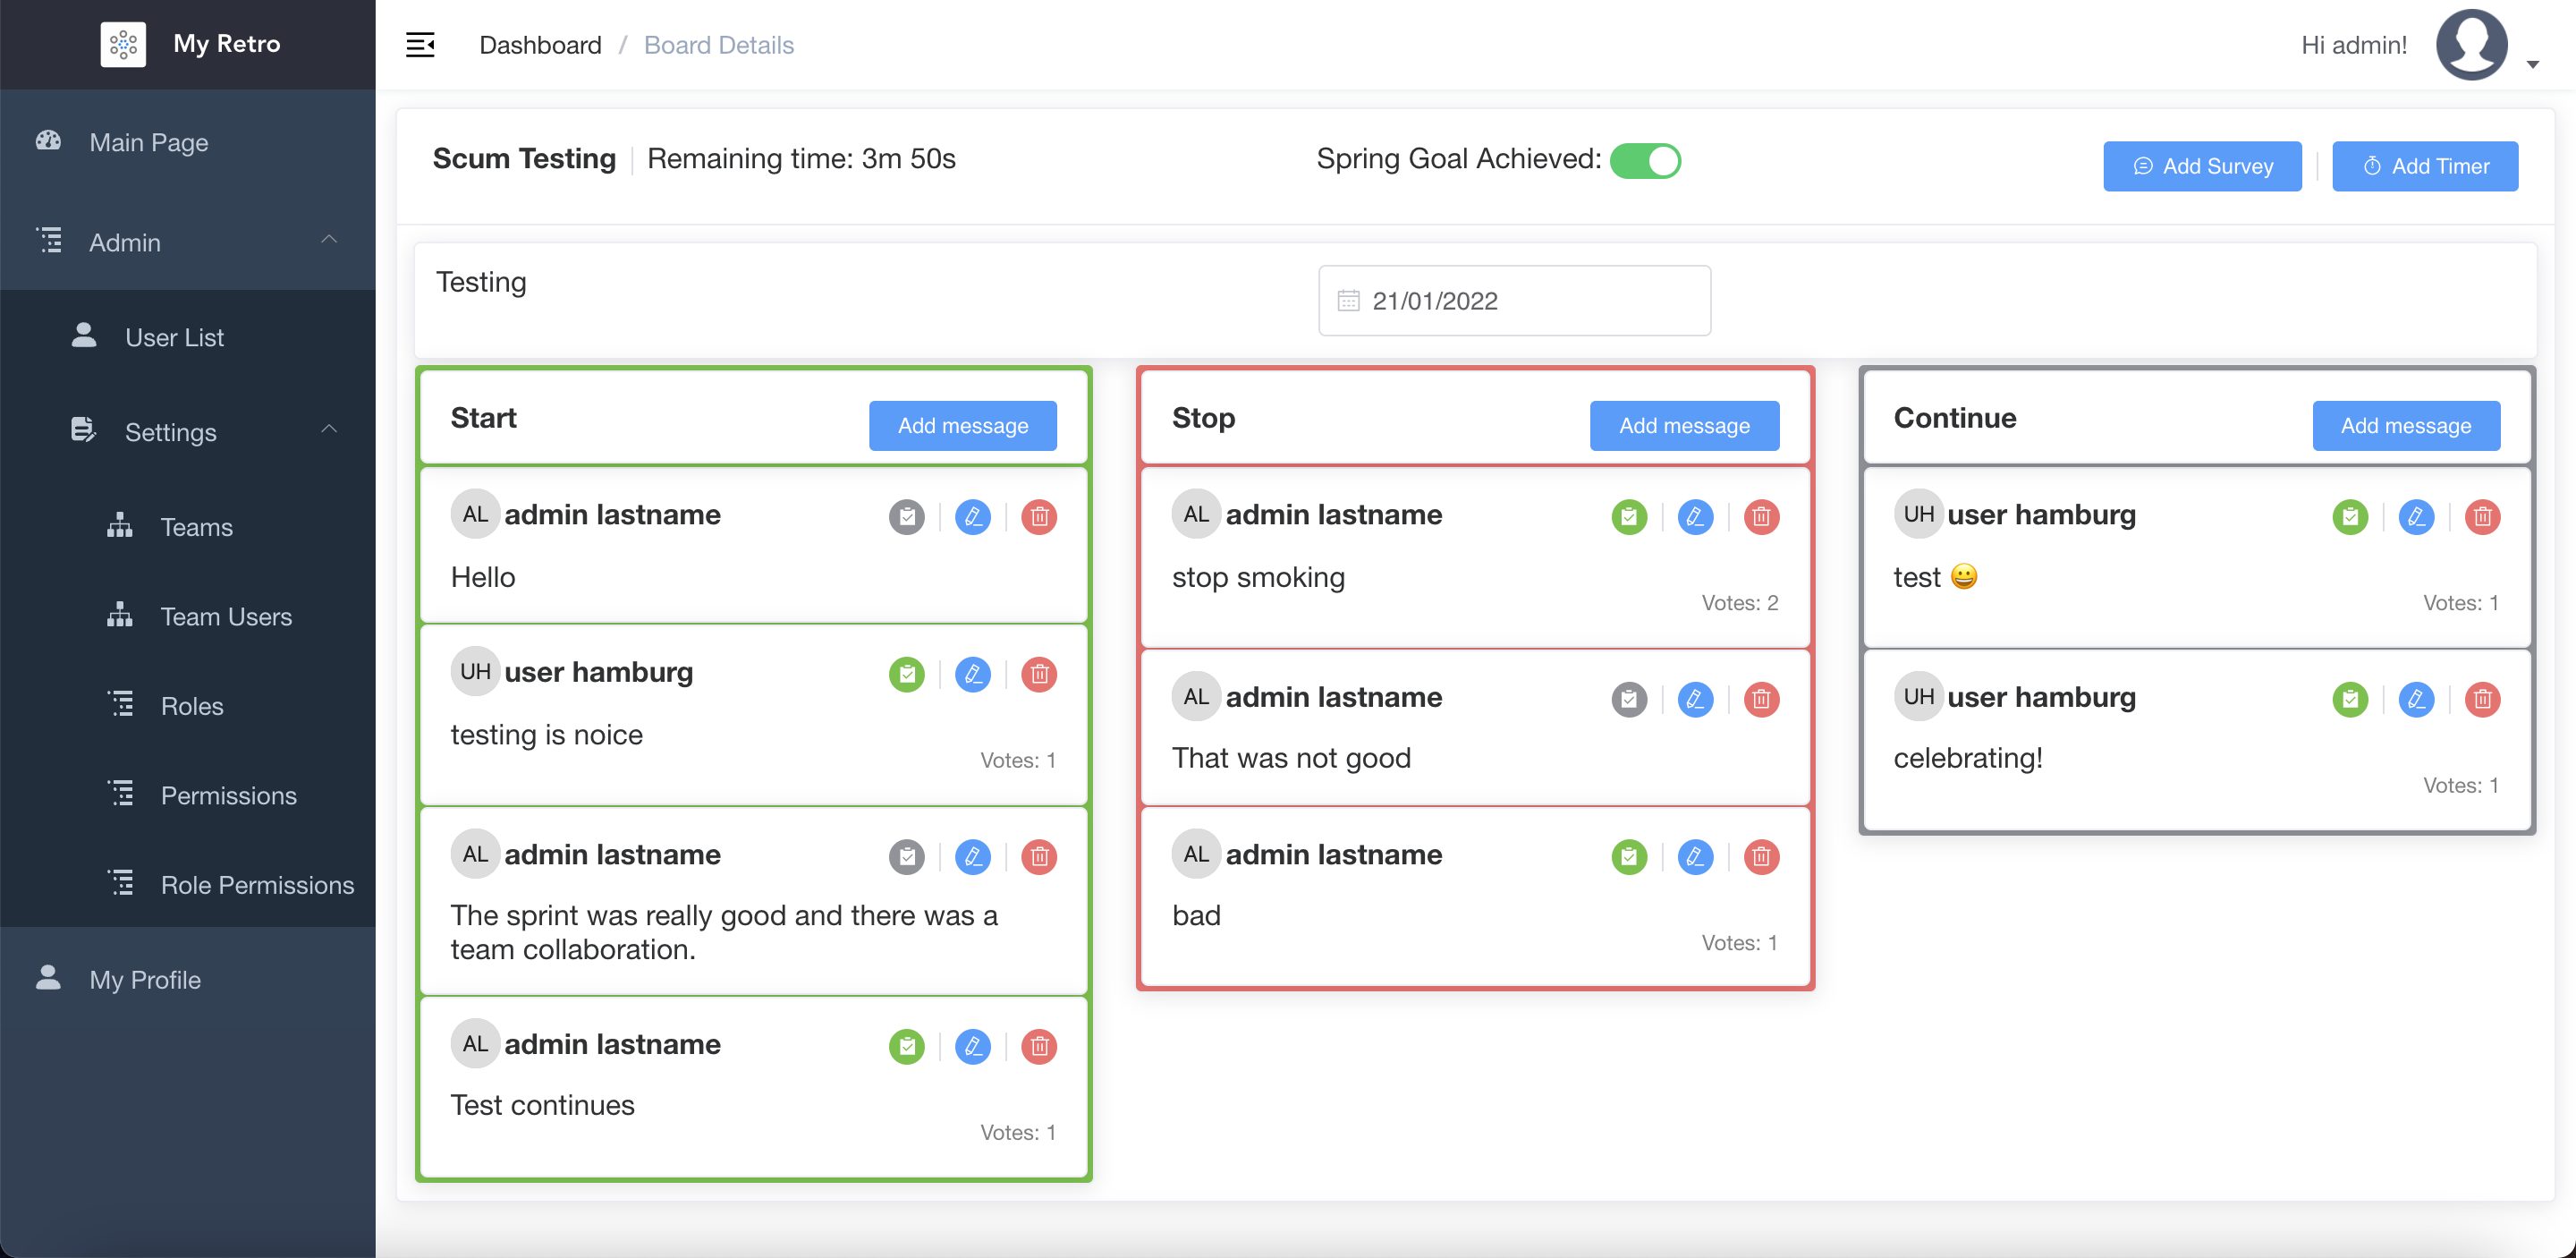 My Retro
Dashboard / Board Details
Hi admin!
Main Page
Admin
User List
Settings
Teams
Team Users
Roles
Permissions
Role Permissions
My Profile
Scum Testing
Remaining time: 3m 50s
Spring Goal Achieved:
Add Survey
Add Timer
Testing
21/01/2022
Start
Add message
AL admin lastname
Hello
UH user hamburg
testing is noice
Votes: 1
AL admin lastname
The sprint was really good and there was a
team collaboration.
AL admin lastname
Test continues
Votes: 1
Stop
Add message
AL admin lastname
stop smoking
Votes: 2
AL admin lastname
That was not good
AL admin lastname
bad
Votes: 1
Continue
Add message
UH user hamburg
test 😀
Votes: 1
UH user hamburg
celebrating!
Votes: 1